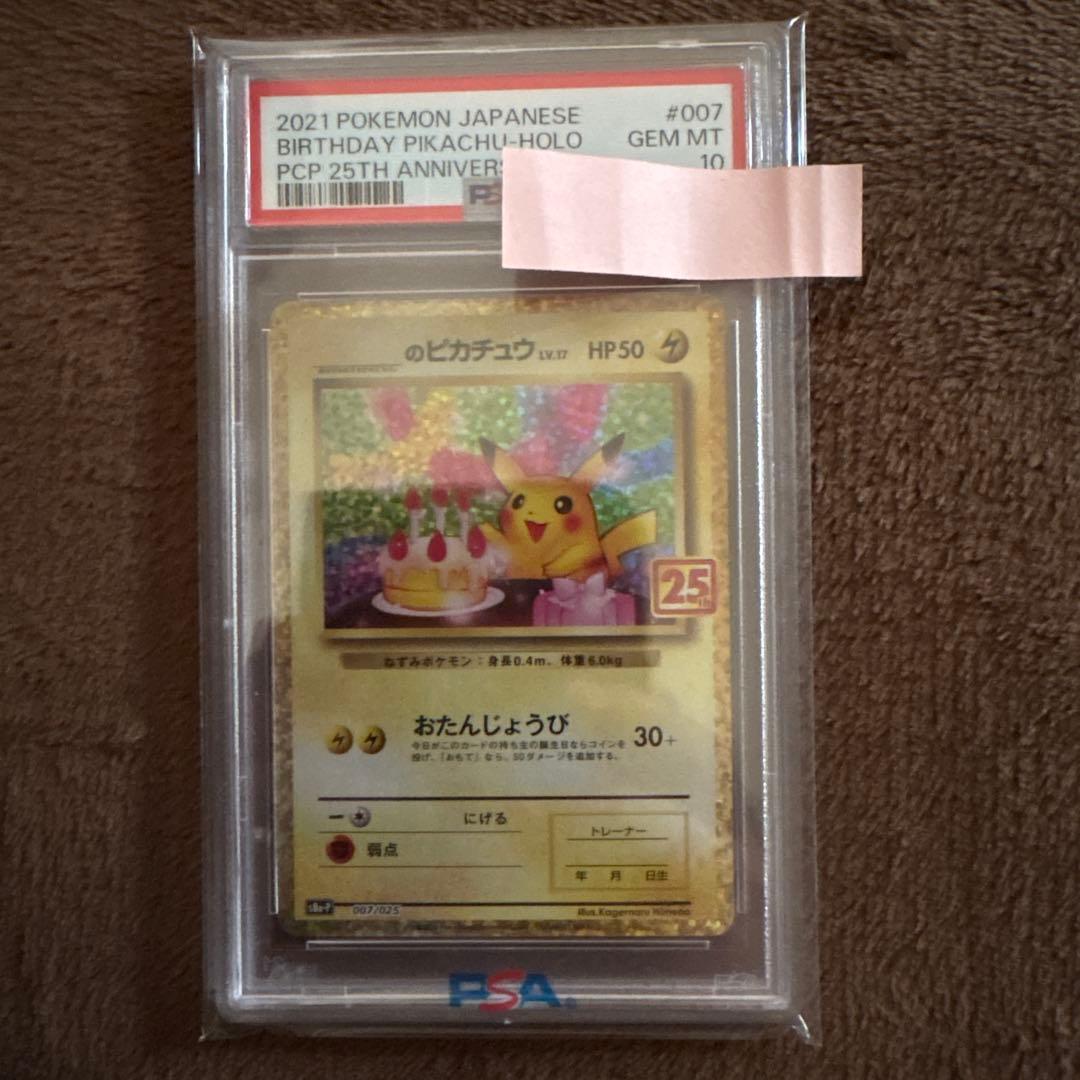 2021 POKEMON JAPANESE #007
BIRTHDAY PIKACHU-HOLO GEM MT
PCP 25TH ANNIVERS 10
PSA
のピカチュウ LV.17 HP50
25th
ねずみポケモン：身長0.4m、体重6.0kg
おたんじょうび 30+
今日がこのカードの持ち主の誕生日ならコインを
投げ、「おもて」なら、50ダメージを追加する。
にげる
トレーナー
弱点
年 月 日生
s8a-P 007/025 Illus.Kagemaru Himeno
PSA